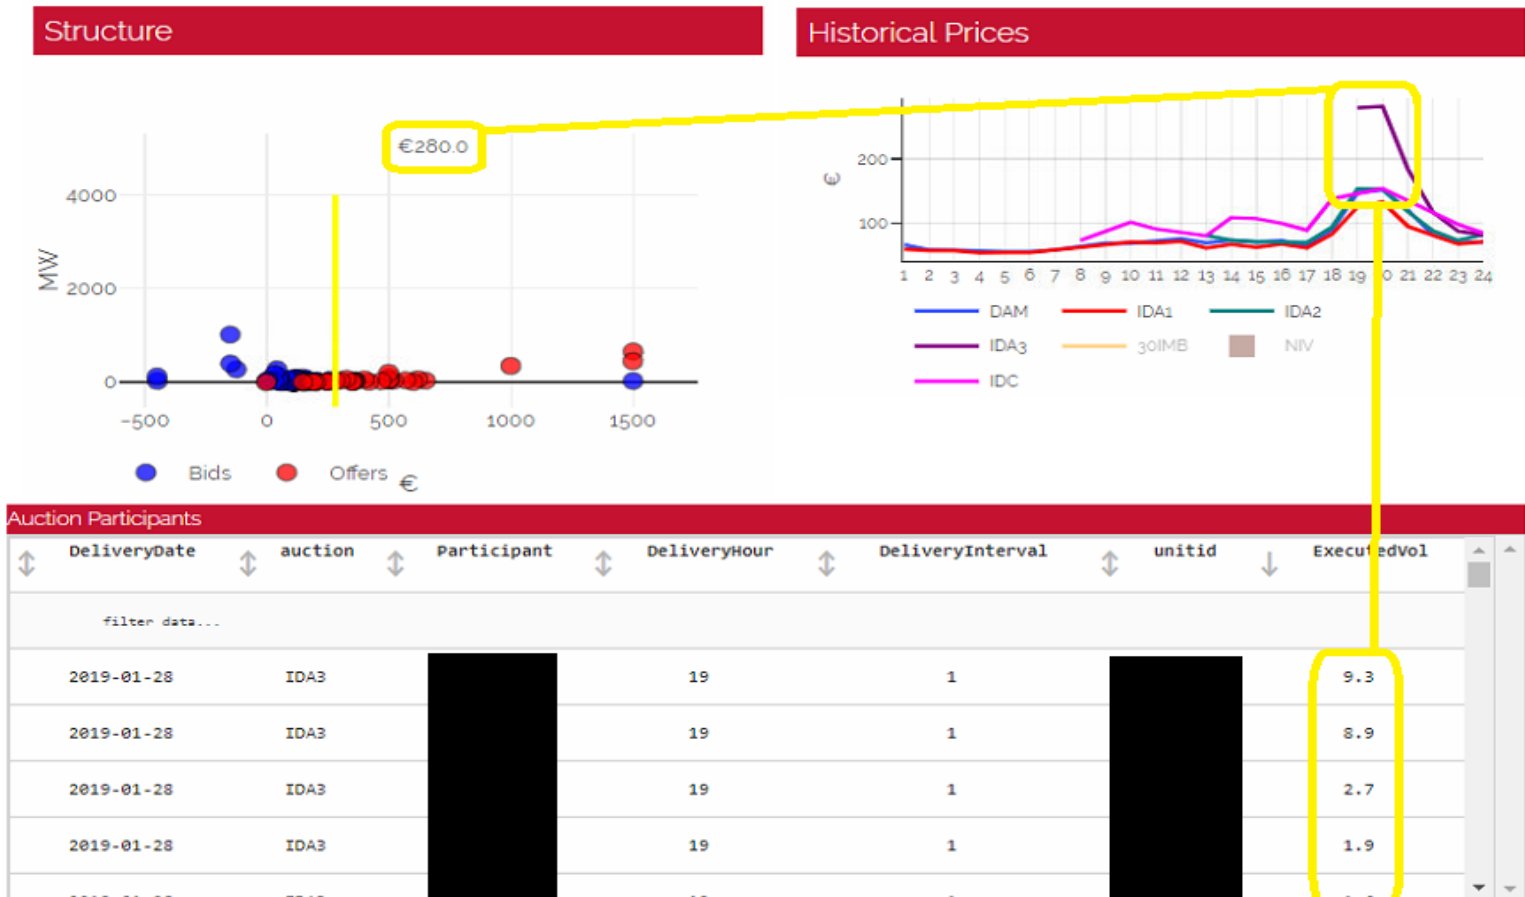 Structure
Historical Prices
€280.0
MW
4000
2000
0
−500 0 500 1000 1500
Bids Offers €
€
200
100
1 2 3 4 5 6 7 8 9 10 11 12 13 14 15 16 17 18 19 20 21 22 23 24
DAM IDA1 IDA2
IDA3 30IMB NIV
IDC
Auction Participants
DeliveryDate auction Participant DeliveryHour DeliveryInterval unitid ExecutedVol
filter data...
2019-01-28 IDA3 19 1 9.3
2019-01-28 IDA3 19 1 8.9
2019-01-28 IDA3 19 1 2.7
2019-01-28 IDA3 19 1 1.9